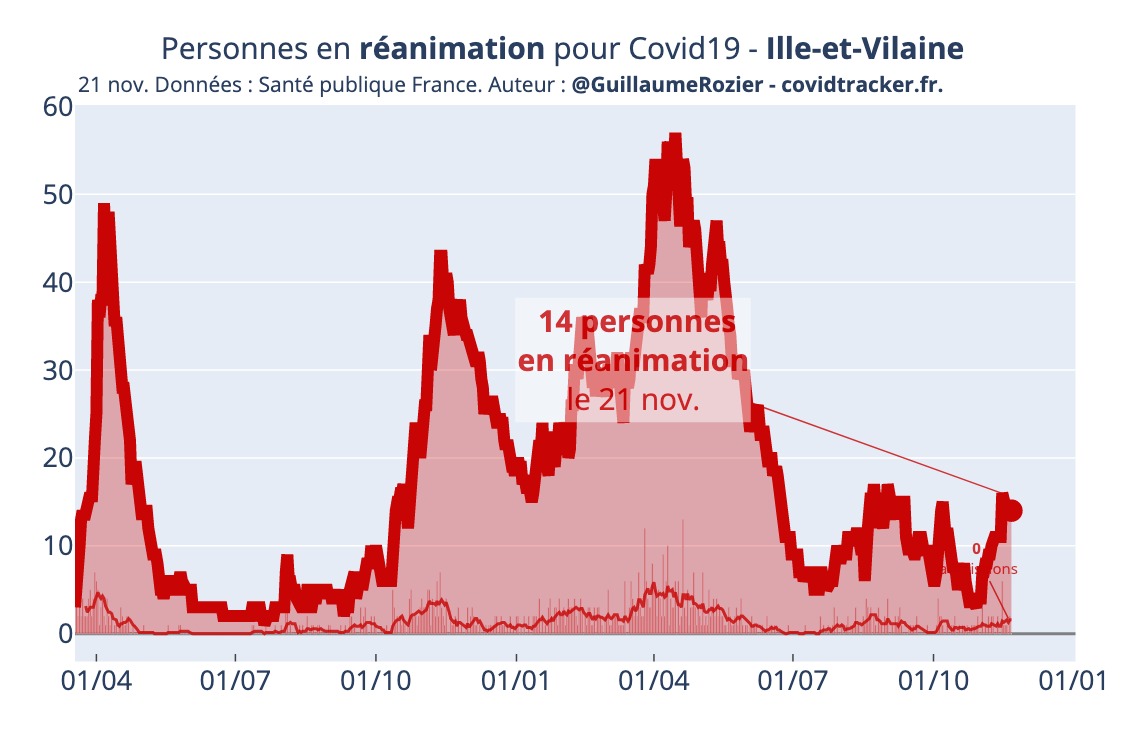 Personnes en réanimation pour Covid19 - Ille-et-Vilaine
21 nov. Données : Santé publique France. Auteur : @GuillaumeRozier - covidtracker.fr.
60
50
40
30
20
10
0
14 personnes
en réanimation
le 21 nov.
0
admissions
01/04
01/07
01/10
01/01
01/04
01/07
01/10
01/01